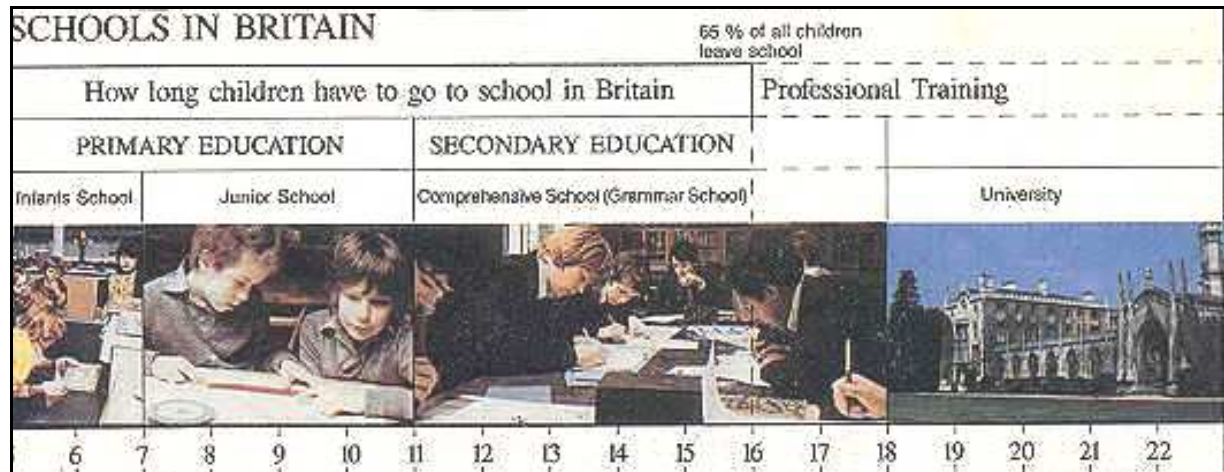 SCHOOLS IN BRITAIN
65 % of all children
leave school
How long children have to go to school in Britain
Professional Training
PRIMARY EDUCATION
SECONDARY EDUCATION
Infants School
Junior School
Comprehensive School (Grammar School)
University
6 7 8 9 10 11 12 13 14 15 16 17 18 19 20 21 22